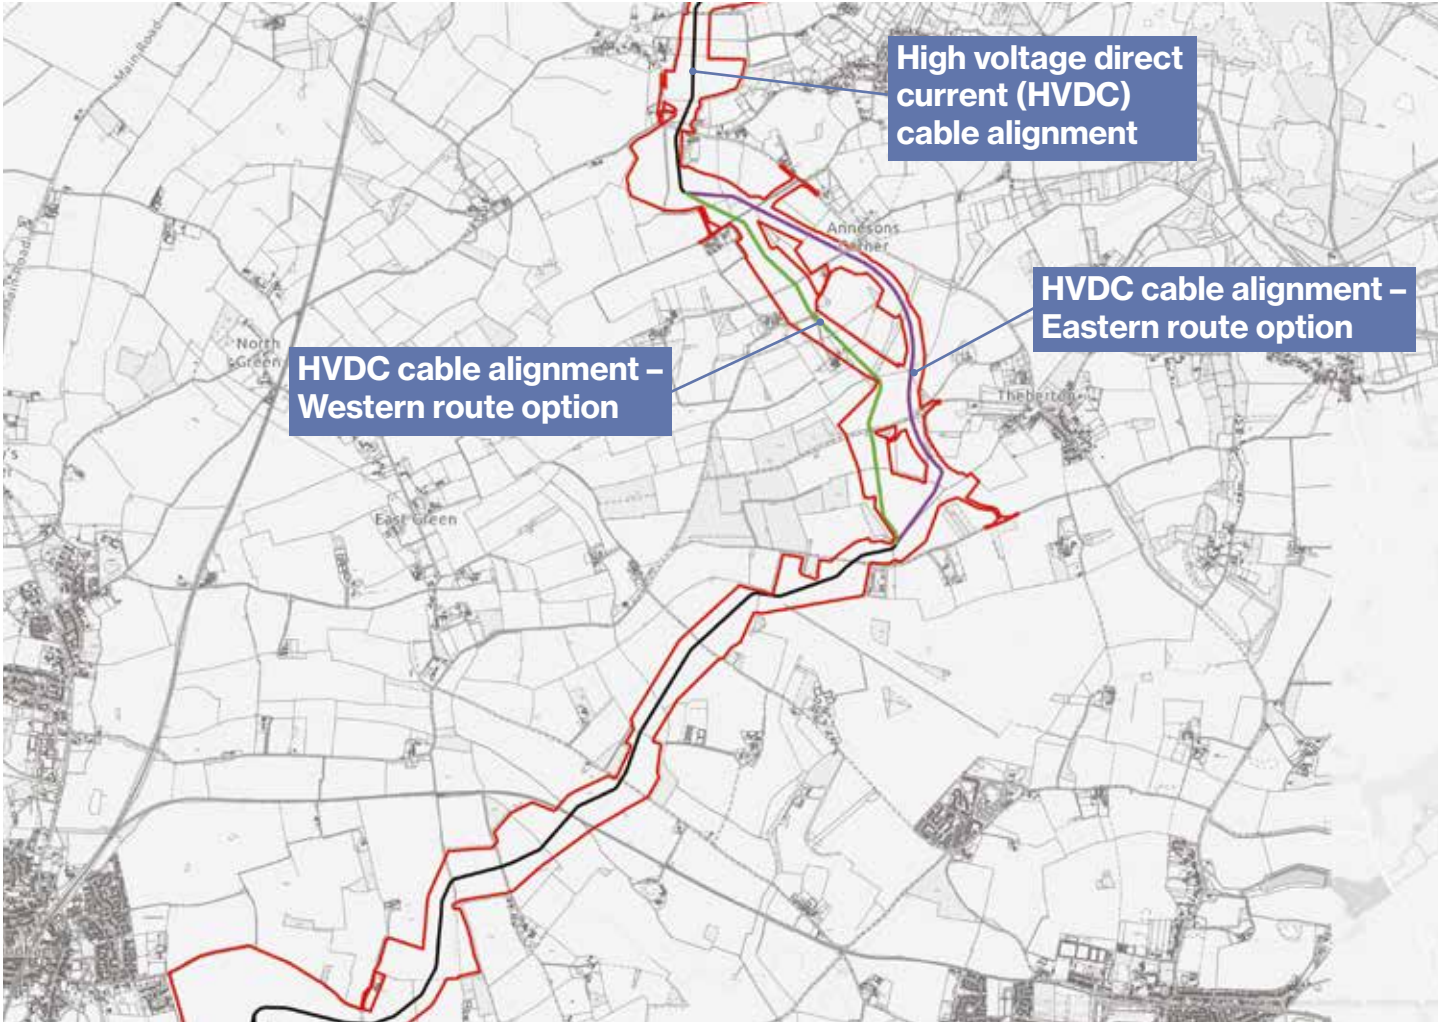 Main Road
High voltage direct
current (HVDC)
cable alignment
Annesons
Corner
HVDC cable alignment –
Eastern route option
North
Green
HVDC cable alignment –
Western route option
Theberton
East Green